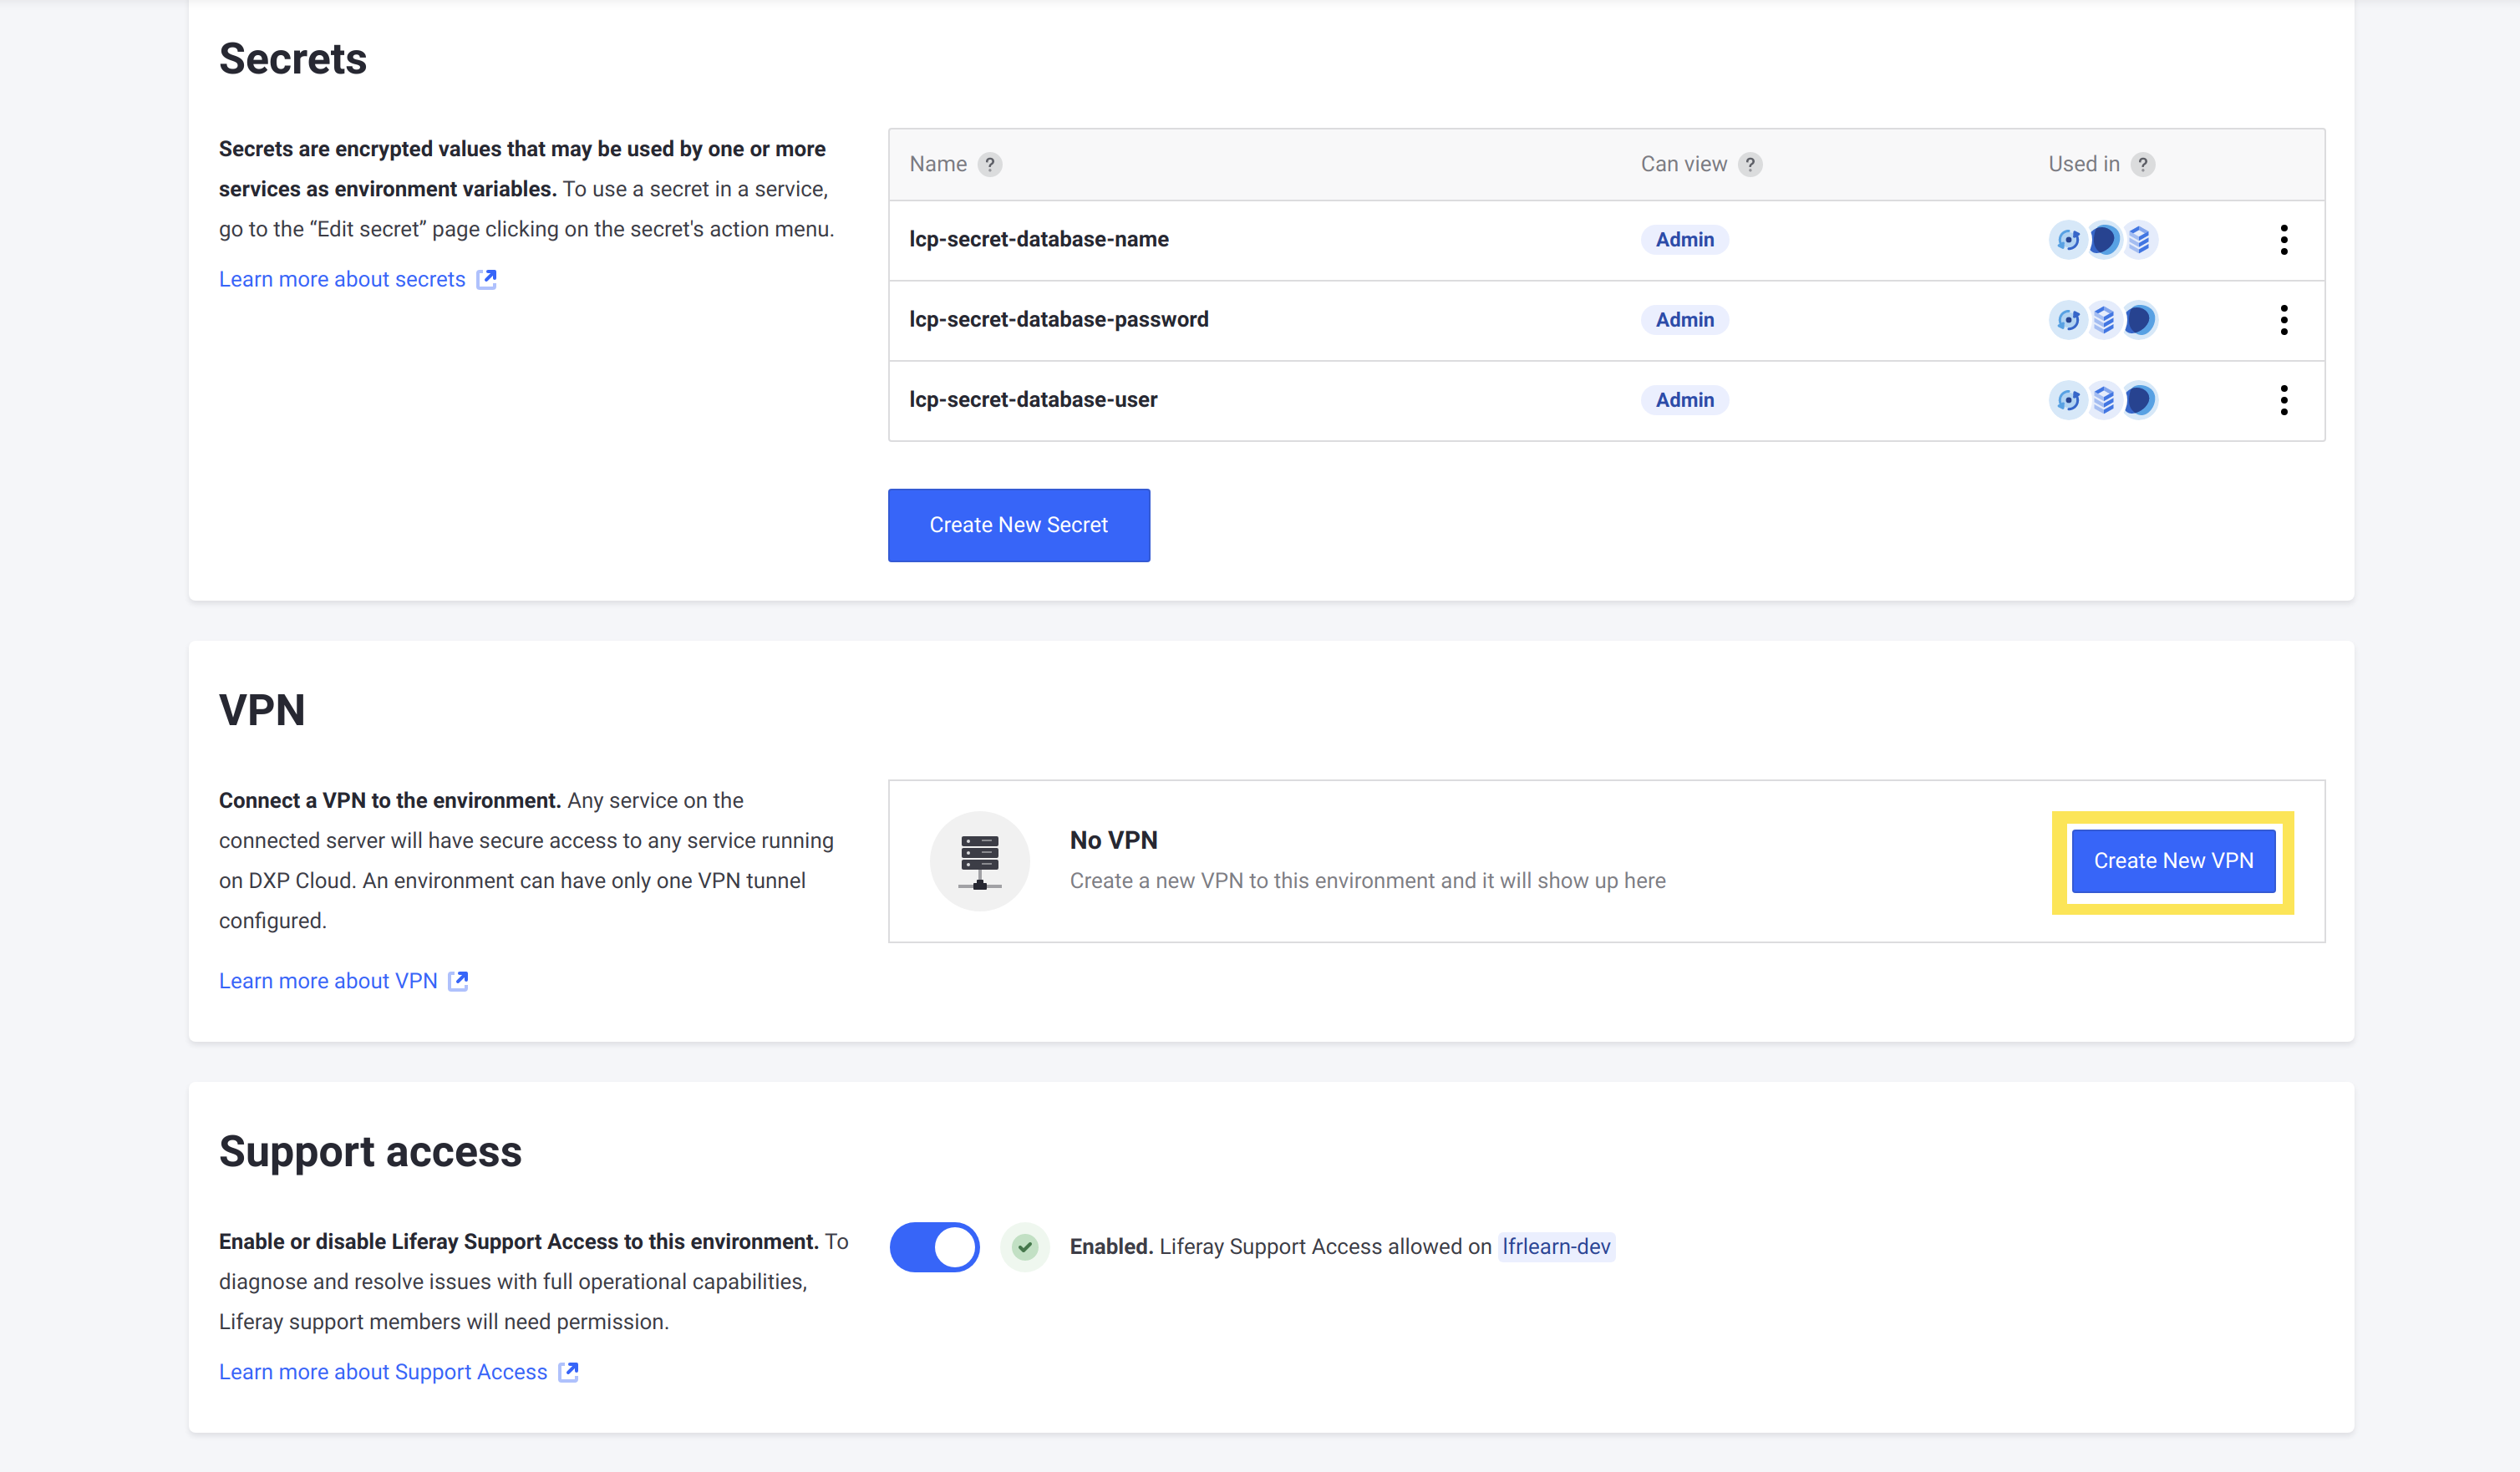 Secrets
Secrets are encrypted values that may be used by one or more
services as environment variables. To use a secret in a service,
go to the “Edit secret” page clicking on the secret's action menu.
Learn more about secrets
Name ? Can view ? Used in ?
lcp-secret-database-name Admin
lcp-secret-database-password Admin
lcp-secret-database-user Admin
Create New Secret
VPN
Connect a VPN to the environment. Any service on the
connected server will have secure access to any service running
on DXP Cloud. An environment can have only one VPN tunnel
configured.
Learn more about VPN
No VPN
Create a new VPN to this environment and it will show up here
Create New VPN
Support access
Enable or disable Liferay Support Access to this environment. To
diagnose and resolve issues with full operational capabilities,
Liferay support members will need permission.
Learn more about Support Access
Enabled. Liferay Support Access allowed on lfrlearn-dev